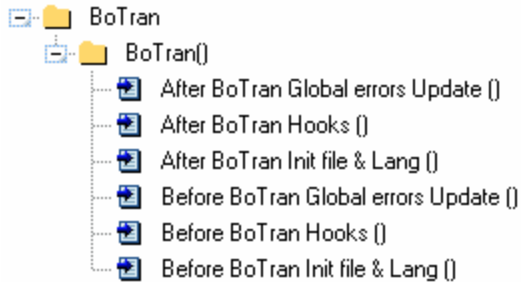 BoTran
BoTran()
After BoTran Global errors Update ()
After BoTran Hooks ()
After BoTran Init file & Lang ()
Before BoTran Global errors Update ()
Before BoTran Hooks ()
Before BoTran Init file & Lang ()